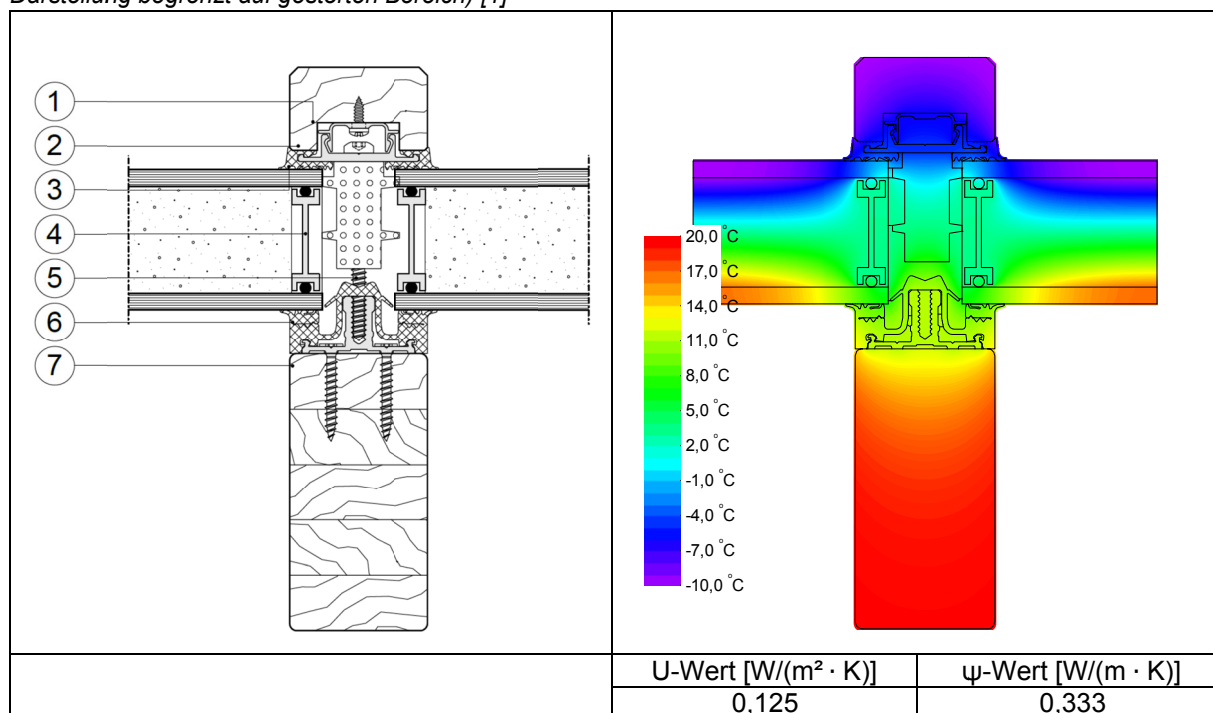 Darstellung begrenzt auf gestörten Bereich) [1]
1
2
3
4
5
6
7
20,0 °C
17,0 °C
14,0 °C
11,0 °C
8,0 °C
5,0 °C
2,0 °C
-1,0 °C
-4,0 °C
-7,0 °C
-10,0 °C
U-Wert [W/(m² · K)] ψ-Wert [W/(m · K)]
0,125 0,333